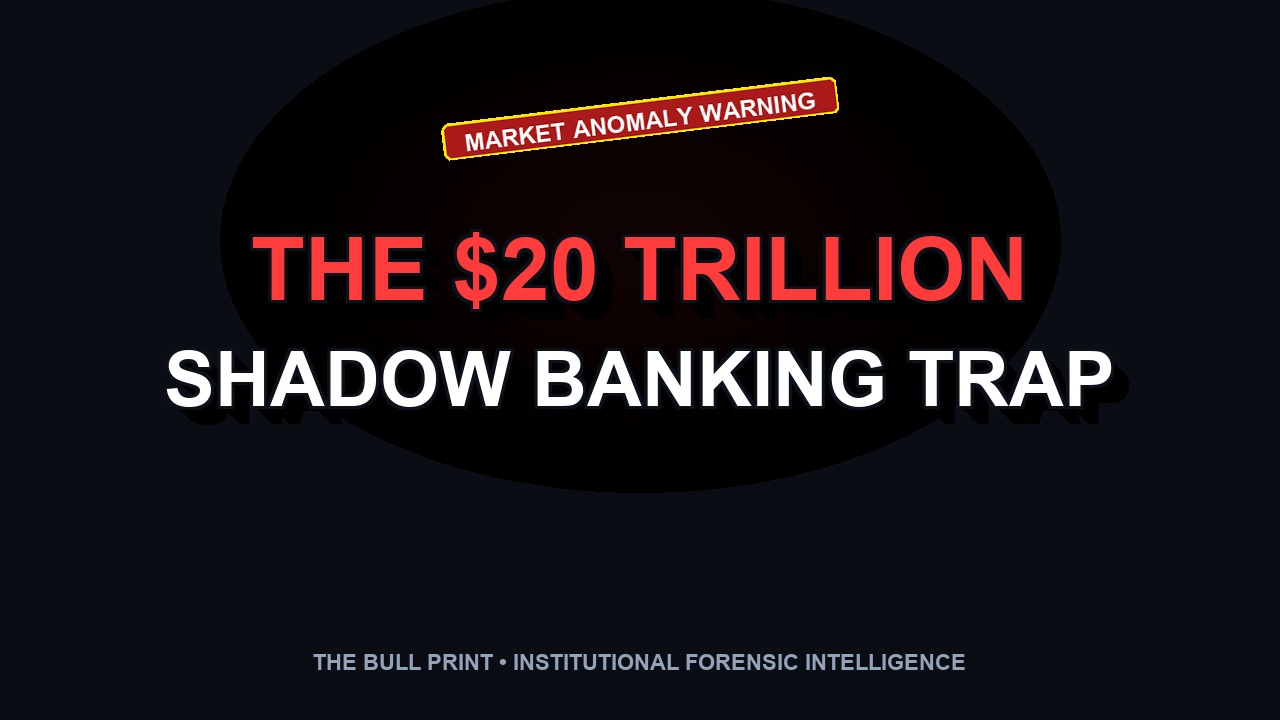 MARKET ANOMALY WARNING
THE $20 TRILLION
SHADOW BANKING TRAP
THE BULL PRINT • INSTITUTIONAL FORENSIC INTELLIGENCE